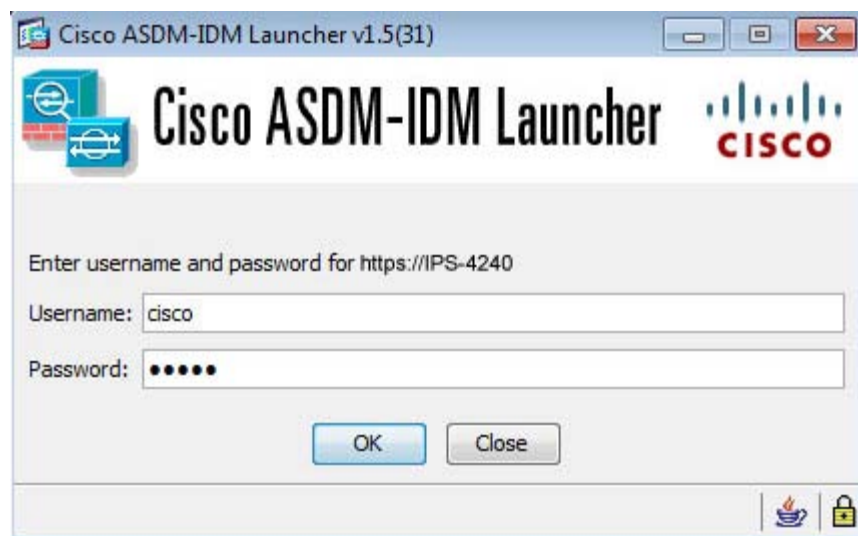 Cisco ASDM-IDM Launcher v1.5(31)
Cisco ASDM-IDM Launcher
CISCO
Enter username and password for https://IPS-4240
Username: cisco
Password: •••••
OK Close